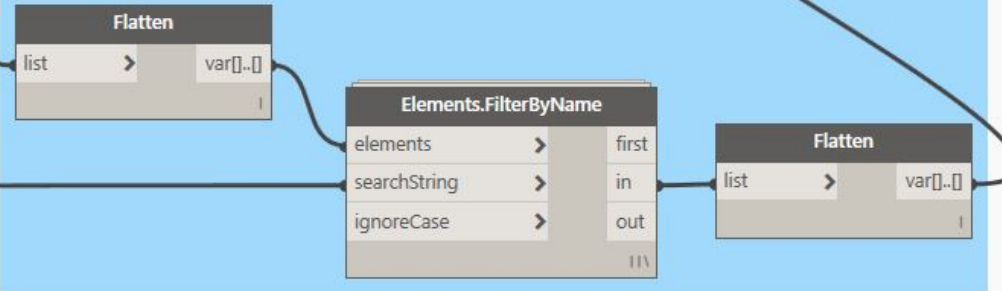 Flatten
list > var[]..[]
|
Elements.FilterByName
elements > first
searchString > in
ignoreCase > out
||\
Flatten
list > var[]..[]
|